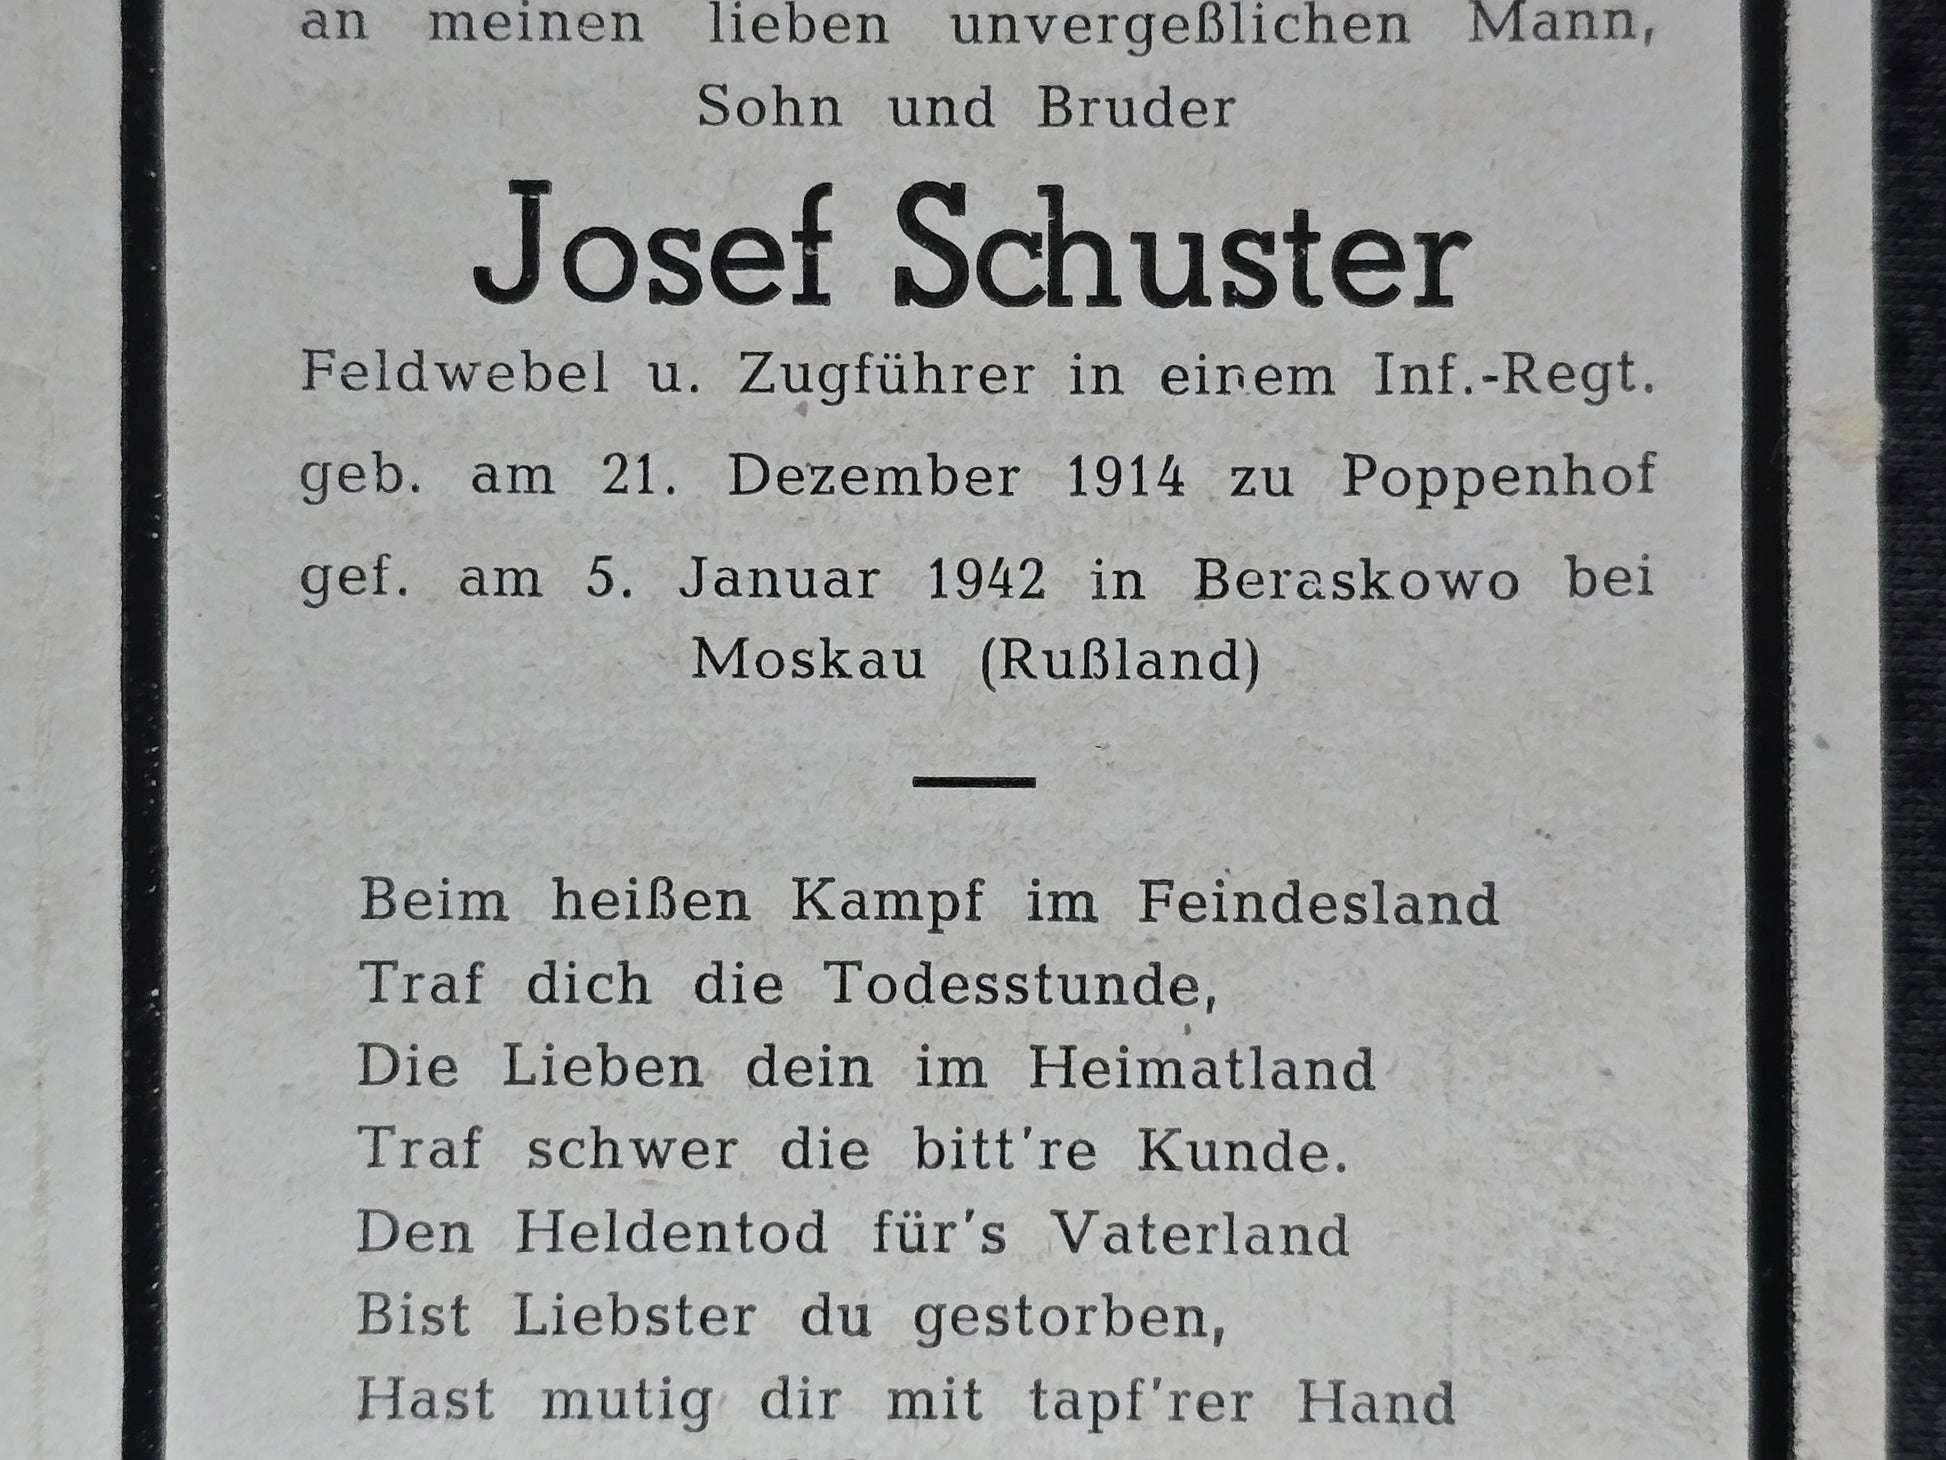 an meinen lieben unvergeßlichen Mann,
Sohn und Bruder
Josef Schuster
Feldwebel u. Zugführer in einem Inf.-Regt.
geb. am 21. Dezember 1914 zu Poppenhof
gef. am 5. Januar 1942 in Beraskowo bei
Moskau (Rußland)
Beim heißen Kampf im Feindesland
Traf dich die Todesstunde,
Die Lieben dein im Heimatland
Traf schwer die bitt're Kunde.
Den Heldentod für's Vaterland
Bist Liebster du gestorben,
Hast mutig dir mit tapf'rer Hand